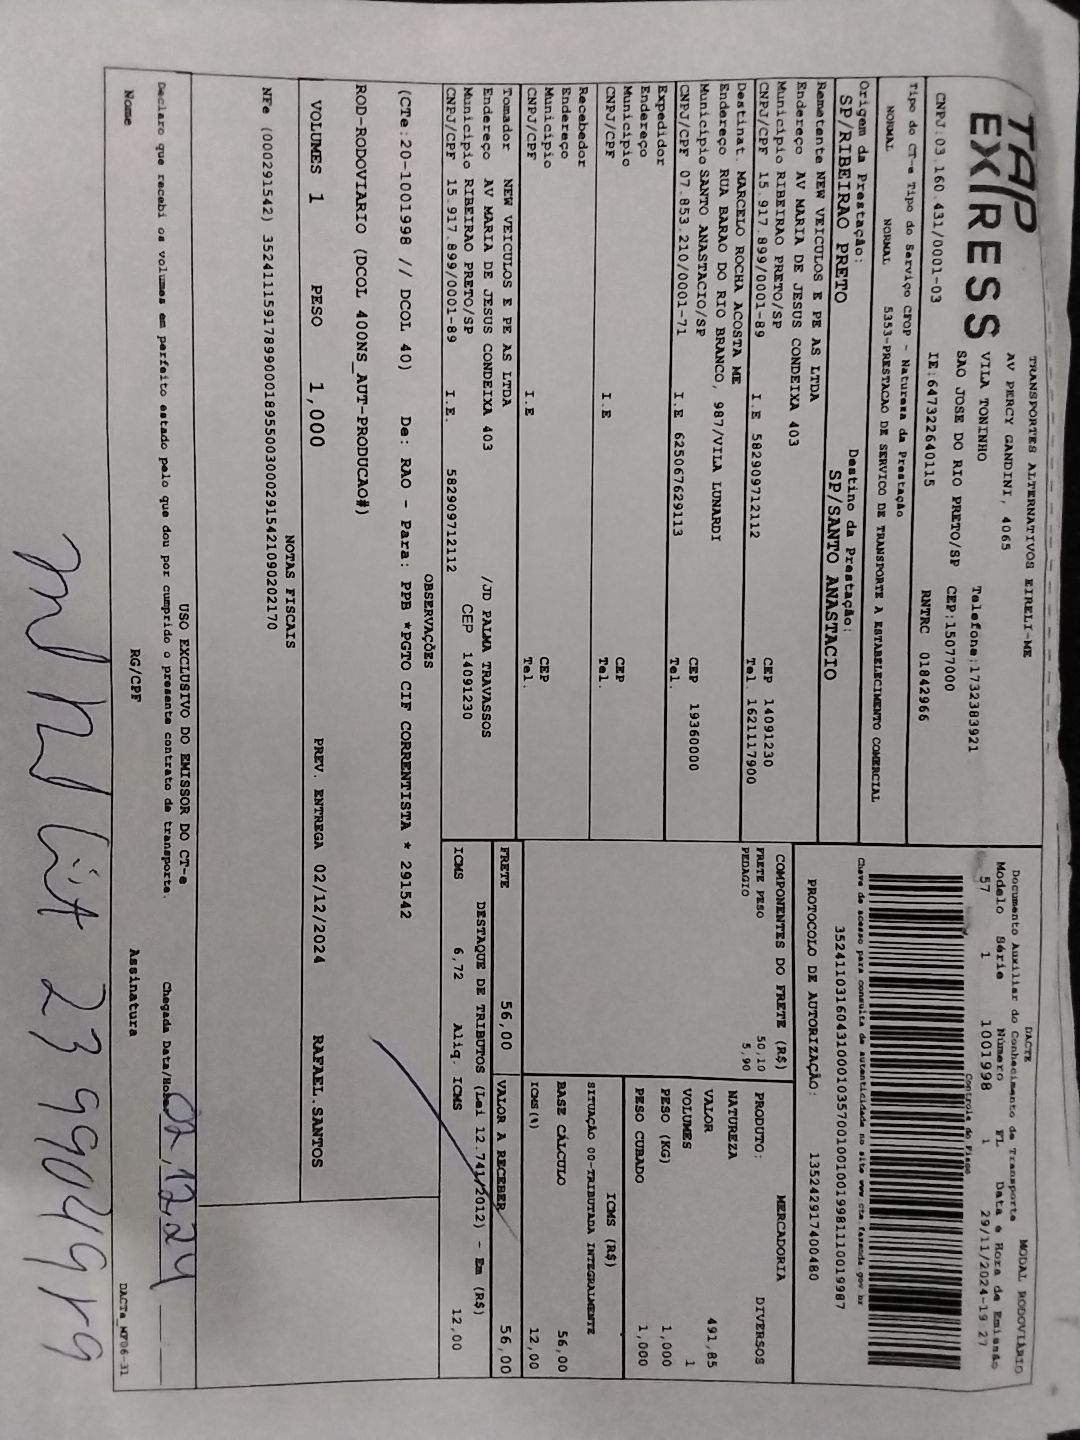 TAP
EXPRESS
TRANSPORTES ALTERNATIVOS EIRELI-ME
AV PERCY GANDINI, 4065
VILA TONINHO Telefone:1732383921
SAO JOSE DO RIO PRETO/SP CEP:15077000
CNPJ:03.160.431/0001-03 IE:647322640115 RNTRC 01842966
Tipo do CT-e Tipo do Serviço CFOP - Natureza da Prestação
NORMAL NORMAL 5353-PRESTACAO DE SERVICO DE TRANSPORTE A ESTABELECIMENTO COMERCIAL
Origem da Prestação: Destino da Prestação:
SP/RIBEIRAO PRETO SP/SANTO ANASTACIO
Remetente NEW VEICULOS E PE AS LTDA
Endereço AV MARIA DE JESUS CONDEIXA 403
Municipio RIBEIRAO PRETO/SP CEP 14091230
CNPJ/CPF 15.917.899/0001-89 I.E 582909712112 Tel. 1621117900
Destinat. MARCELO ROCHA ACOSTA ME
Endereço RUA BARAO DO RIO BRANCO, 987/VILA LUNARDI
Municipio SANTO ANASTACIO/SP CEP 19360000
CNPJ/CPF 07.853.210/0001-71 I.E 625067629113 Tel.
Expedidor
Endereço
Municipio CEP
CNPJ/CPF I.E Tel.
Recebedor
Endereço
Municipio CEP
CNPJ/CPF I.E Tel.
Tomador NEW VEICULOS E PE AS LTDA
Endereço AV MARIA DE JESUS CONDEIXA 403 /JD PALMA TRAVASSOS
Municipio RIBEIRAO PRETO/SP CEP 14091230
CNPJ/CPF 15.917.899/0001-89 I.E. 582909712112
DACTE MODAL RODOVIÁRIO
Documento Auxiliar do Conhecimento de Transporte
Modelo Série Número FL Data e Hora de Emissão
57 1 1001998 1 29/11/2024-19:27
Controle do Fisco
Chave de acesso para consulta de autenticidade no site www.cte.fazenda.gov.br
35241103160431000103570010010019981110019987
PROTOCOLO DE AUTORIZAÇÃO: 135242917400480
COMPONENTES DO FRETE (R$)
FRETE PESO 50,10
PEDAGIO 5,90
MERCADORIA
PRODUTO: DIVERSOS
NATUREZA
VALOR 491,85
VOLUMES 1
PESO (KG) 1,000
PESO CUBADO 1,000
ICMS (R$)
SITUAÇÃO 00-TRIBUTADA INTEGRALMENTE
BASE CÁLCULO 56,00
ICMS(%) 12,00
FRETE 56,00 VALOR A RECEBER 56,00
DESTAQUE DE TRIBUTOS (Lei 12.741/2012) - Em (R$)
ICMS 6,72 Aliq. ICMS 12,00
OBSERVAÇÕES
(CTe:20-1001998 // DCOL 40) De: RAO - Para: PPB *PGTO CIF CORRENTISTA * 291542
ROD-RODOVIARIO (DCOL 400NS_AUT-PRODUCAO#)
VOLUMES 1 PESO 1,000 PREV. ENTREGA 02/12/2024 RAFAEL.SANTOS
NOTAS FISCAIS
NFe (000291542) 35241115917899000189550030002915421090202170
USO EXCLUSIVO DO EMISSOR DO CT-e
Declaro que recebi os volumes em perfeito estado pelo que dou por cumprido o presente contrato de transporte. Chegada Data/Hora 02,12,24
Nome RG/CPF Assinatura
DACTe_MF06-31